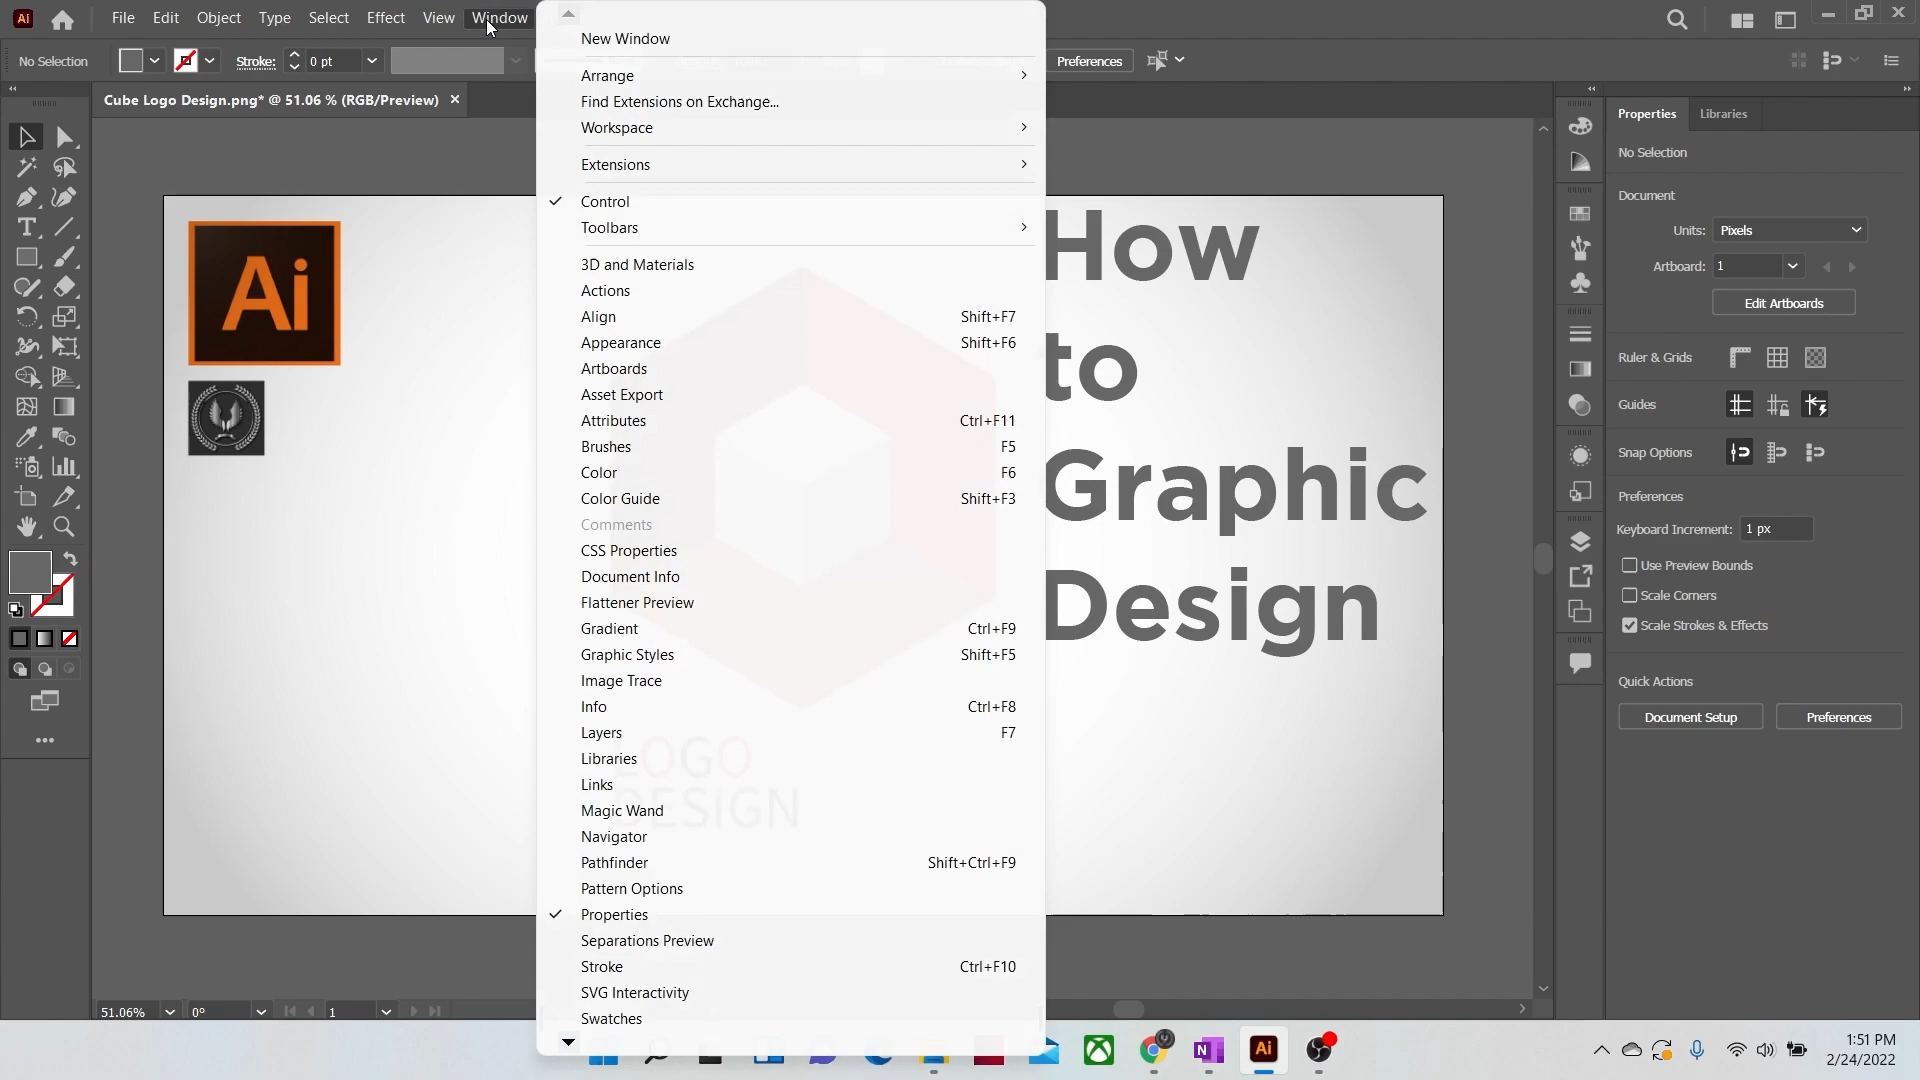 Ai
File Edit Object Type Select Effect View Window
No Selection
Stroke:
0 pt
Preferences
Cube Logo Design.png* @ 51.06 % (RGB/Preview)
New Window
Arrange
Find Extensions on Exchange...
Workspace
Extensions
Control
Toolbars
3D and Materials
Actions
Align Shift+F7
Appearance Shift+F6
Artboards
Asset Export
Attributes Ctrl+F11
Brushes F5
Color F6
Color Guide Shift+F3
Comments
CSS Properties
Document Info
Flattener Preview
Gradient Ctrl+F9
Graphic Styles Shift+F5
Image Trace
Info Ctrl+F8
Layers F7
Libraries
Links
Magic Wand
Navigator
Pathfinder Shift+Ctrl+F9
Pattern Options
Properties
Separations Preview
Stroke Ctrl+F10
SVG Interactivity
Swatches
Ai
LOGO
DESIGN
How
to
Graphic
Design
Properties Libraries
No Selection
Document
Units: Pixels
Artboard: 1
Edit Artboards
Ruler & Grids
Guides
Snap Options
Preferences
Keyboard Increment: 1 px
Use Preview Bounds
Scale Corners
Scale Strokes & Effects
Quick Actions
Document Setup Preferences
51.06% 0° 1
N
Ai
1:51 PM
2/24/2022